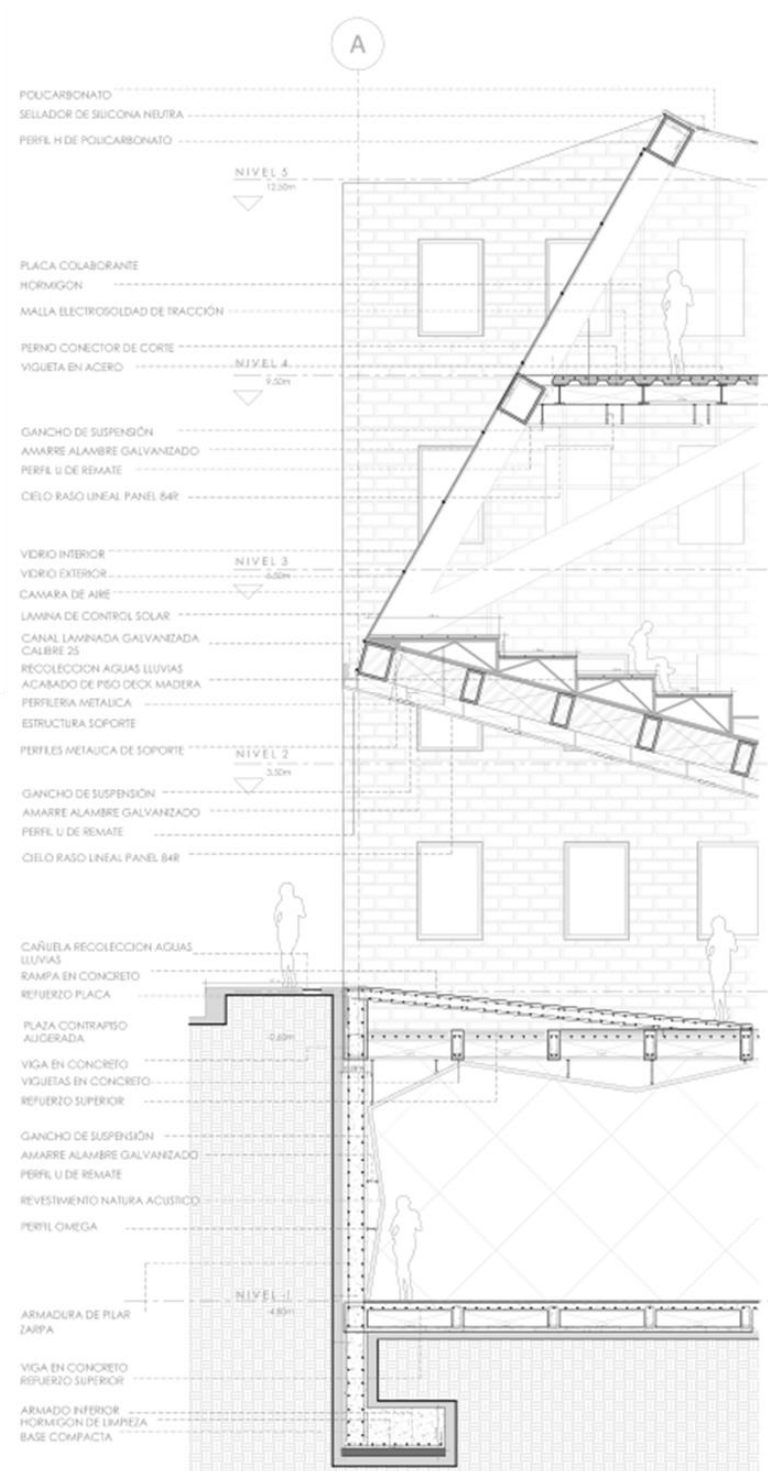 A
POLICARBONATO
SELLADOR DE SILICONA NEUTRA
PERFIL H DE POLICARBONATO
NIVEL 5
12.50m
PLACA COLABORANTE
HORMIGON
MALLA ELECTROSOLDAD DE TRACCIÓN
PERNO CONECTOR DE CORTE
NIVEL 4
VIGUETA EN ACERO
9.50m
GANCHO DE SUSPENSIÓN
AMARRE ALAMBRE GALVANIZADO
PERFIL U DE REMATE
CIELO RASO LINEAL PANEL 84R
VIDRIO INTERIOR
NIVEL 3
VIDRIO EXTERIOR
6.50m
CAMARA DE AIRE
LAMINA DE CONTROL SOLAR
CANAL LAMINADA GALVANIZADA
CALIBRE 25
RECOLECCION AGUAS LLUVIAS
ACABADO DE PISO DECK MADERA
PERFILERIA METALICA
ESTRUCTURA SOPORTE
PERFILES METALICA DE SOPORTE
NIVEL 2
3.50m
GANCHO DE SUSPENSIÓN
AMARRE ALAMBRE GALVANIZADO
PERFIL U DE REMATE
CIELO RASO LINEAL PANEL 84R
CAÑUELA RECOLECCION AGUAS
LLUVIAS
RAMPA EN CONCRETO
REFUERZO PLACA
PLAZA CONTRAPISO
ALIGERADA
-0.60m
VIGA EN CONCRETO
VIGUETAS EN CONCRETO
REFUERZO SUPERIOR
GANCHO DE SUSPENSIÓN
AMARRE ALAMBRE GALVANIZADO
PERFIL U DE REMATE
REVESTIMIENTO NATURA ACUSTICO
PERFIL OMEGA
NIVEL -1
-4.80m
ARMADURA DE PILAR
ZARPA
VIGA EN CONCRETO
REFUERZO SUPERIOR
ARMADO INFERIOR
HORMIGON DE LIMPIEZA
BASE COMPACTA